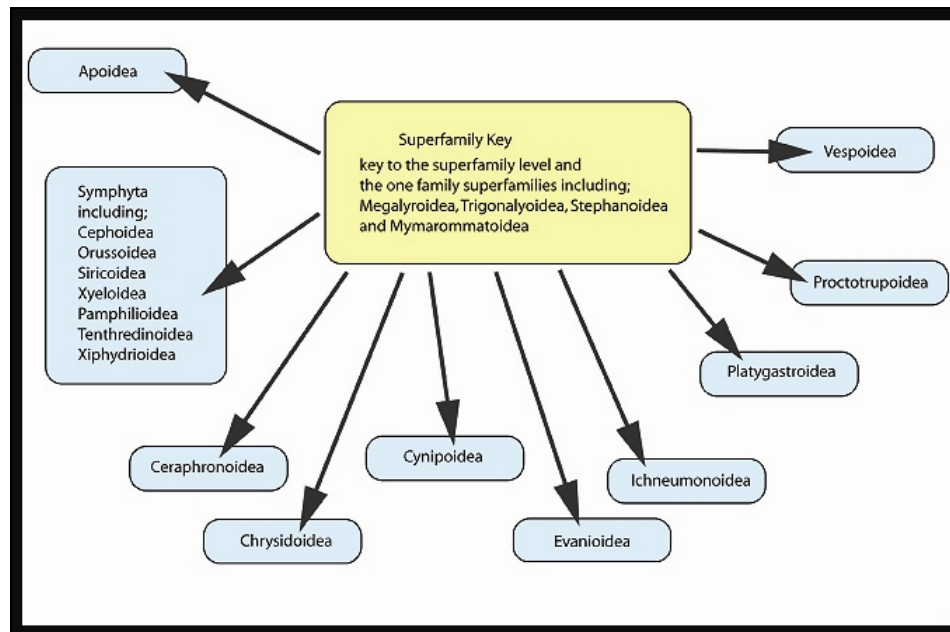 Apoidea
Superfamily Key
key to the superfamily level and
the one family superfamilies including;
Megalyroidea, Trigonalyoidea, Stephanoidea
and Mymarommatoidea
Vespoidea
Symphyta
including;
Cephoidea
Orussoidea
Siricoidea
Xyeloidea
Pamphilioidea
Tenthredinoidea
Xiphydrioidea
Proctotrupoidea
Platygastroidea
Ceraphronoidea
Cynipoidea
Ichneumonoidea
Chrysidoidea
Evanioidea